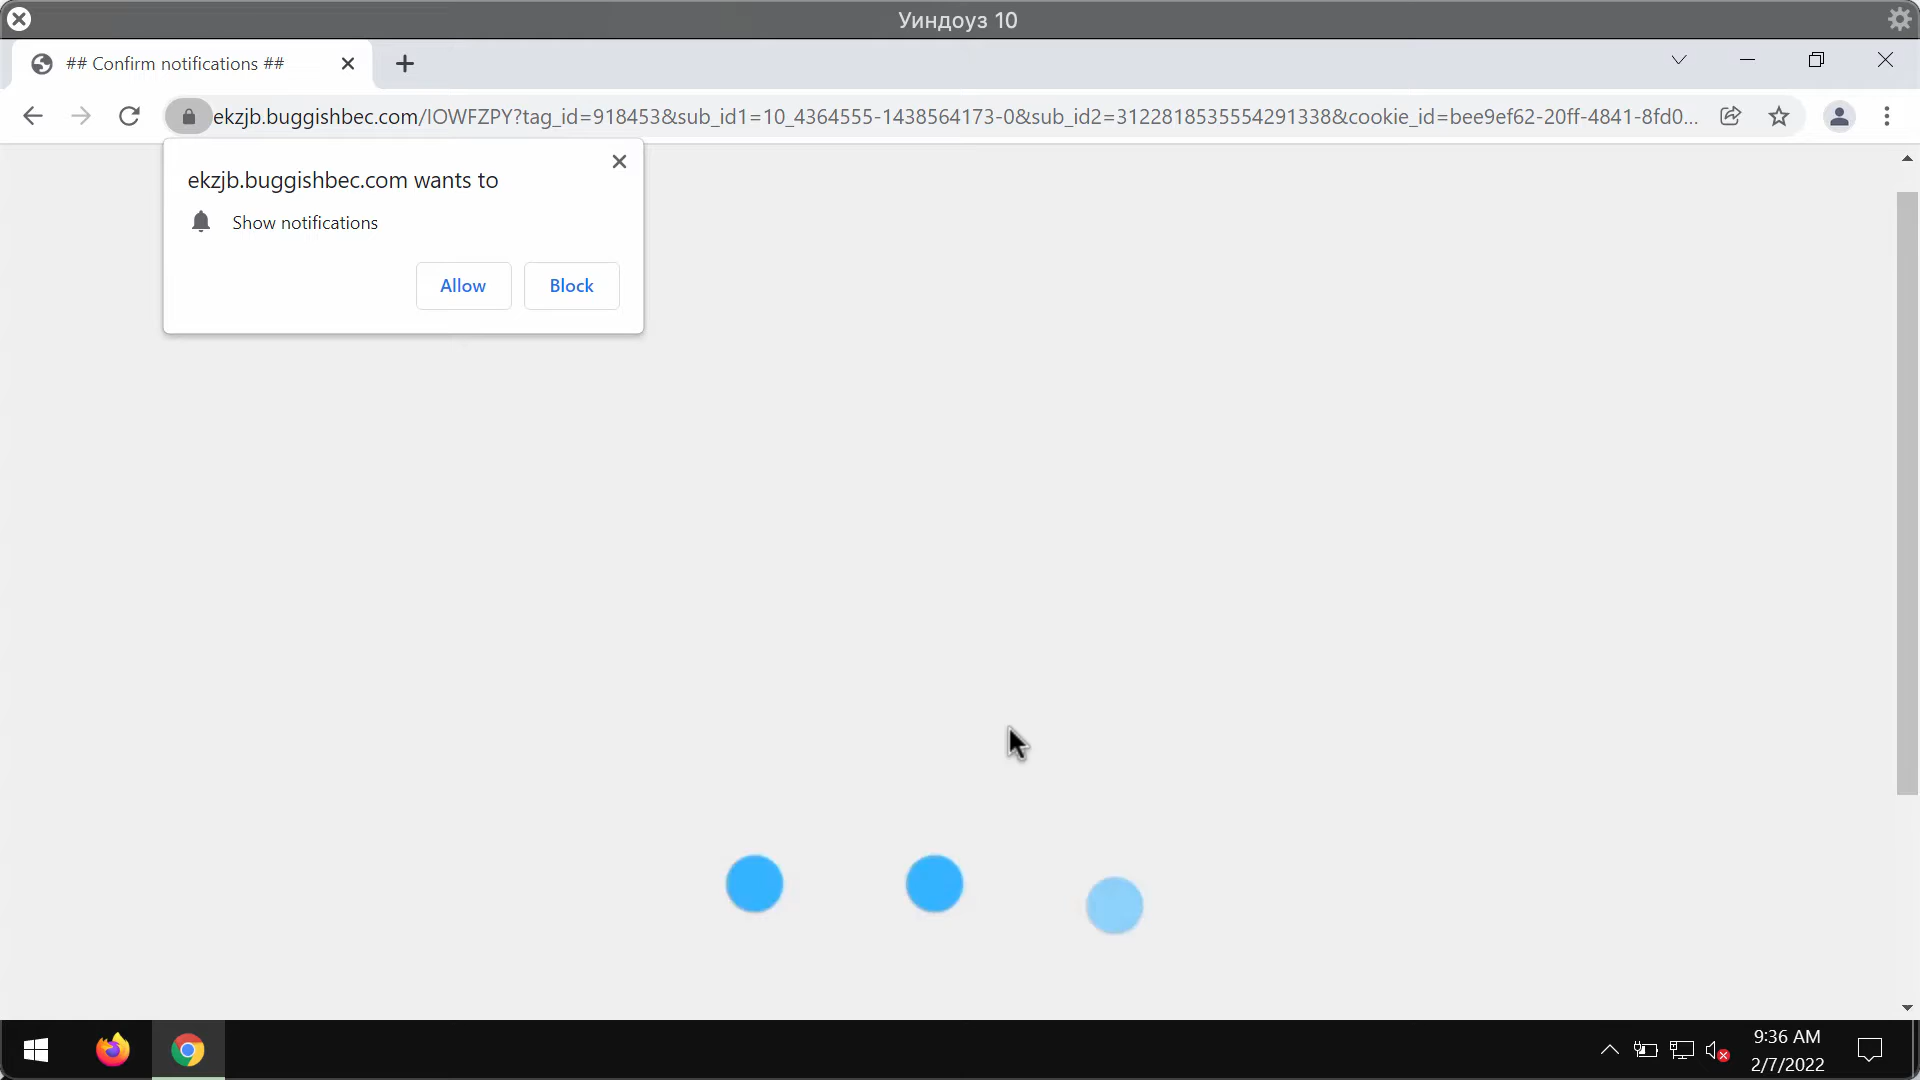 Уиндоуз 10
## Confirm notifications ##
ekzjb.buggishbec.com/IOWFZPY?tag_id=918453&sub_id1=10_4364555-1438564173-0&sub_id2=3122818535554291338&cookie_id=bee9ef62-20ff-4841-8fd0...
ekzjb.buggishbec.com wants to
Show notifications
Allow Block
9:36 AM
2/7/2022